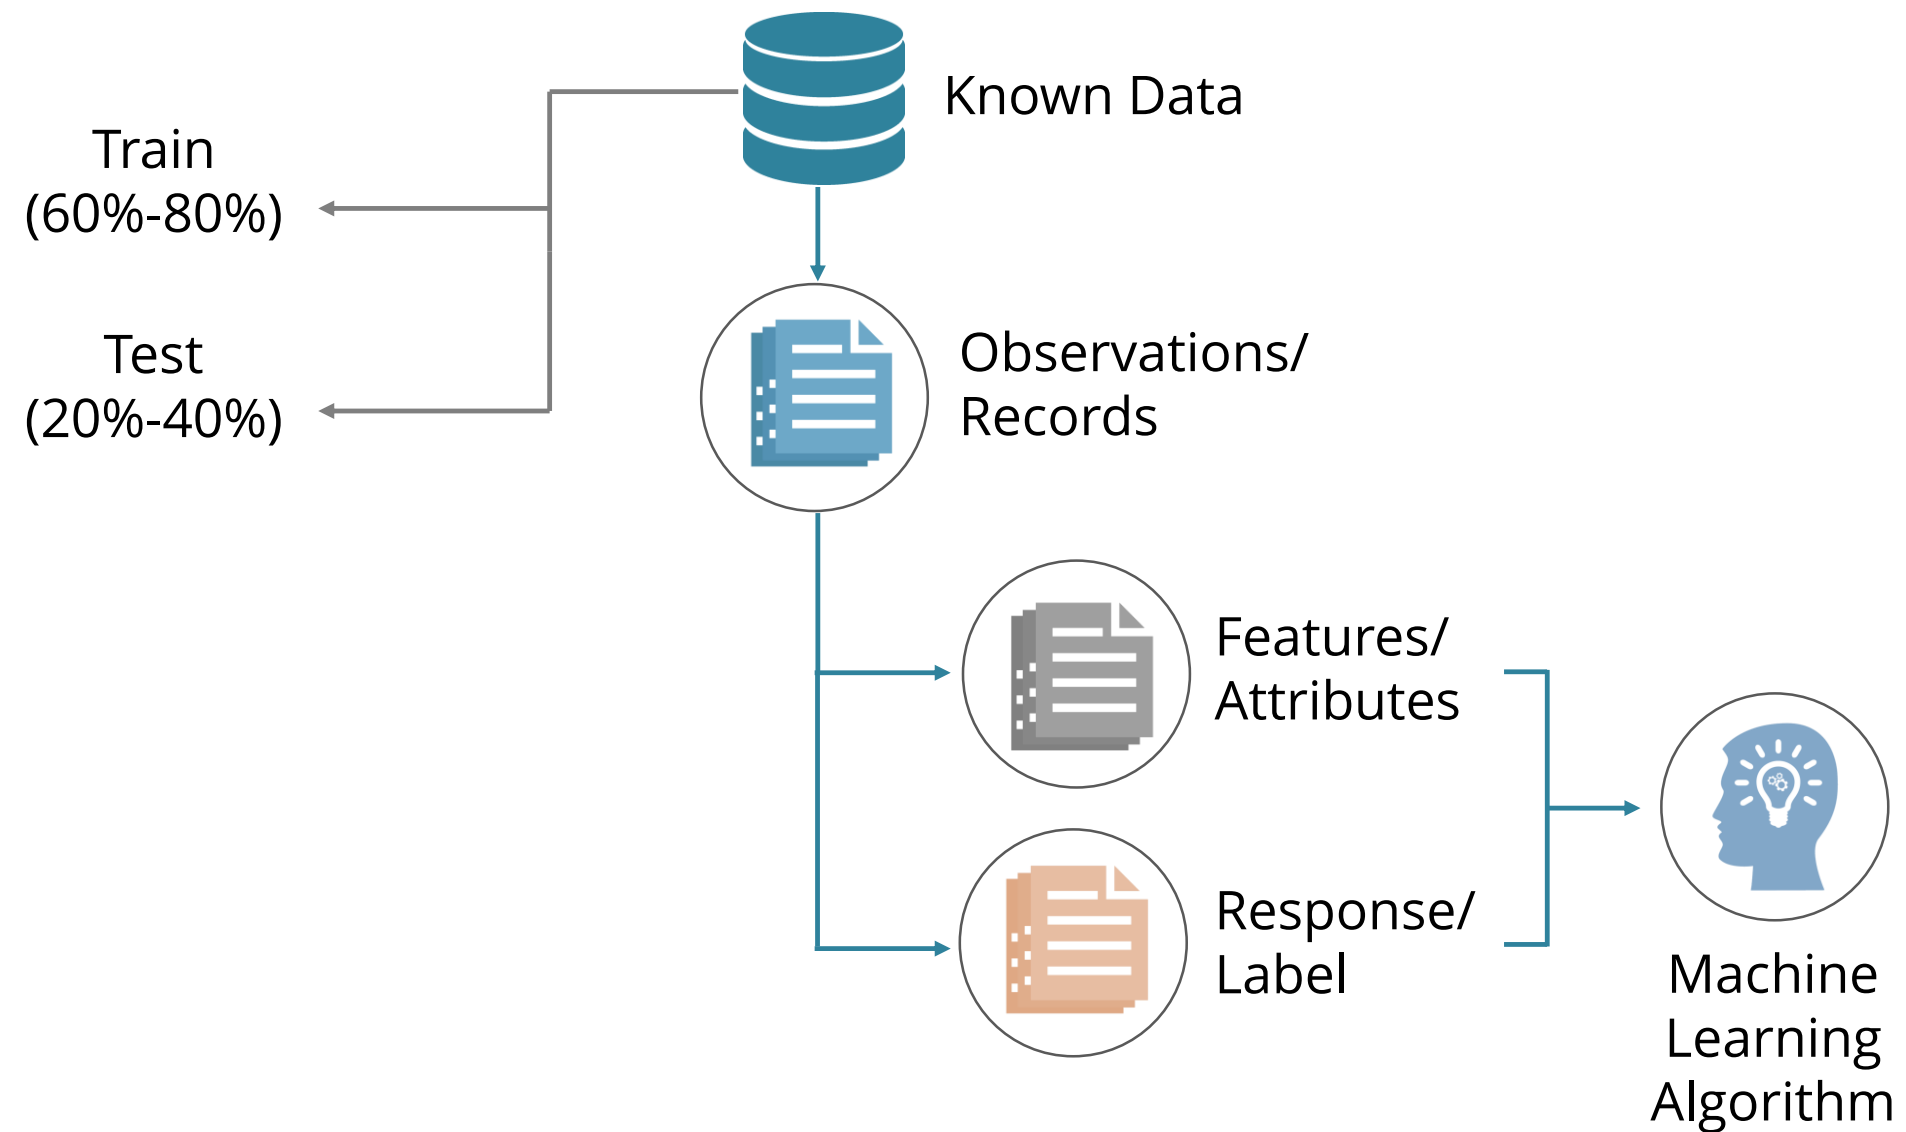 Known Data
Train
(60%-80%)
Test
(20%-40%)
Observations/
Records
Features/
Attributes
Response/
Label
Machine
Learning
Algorithm